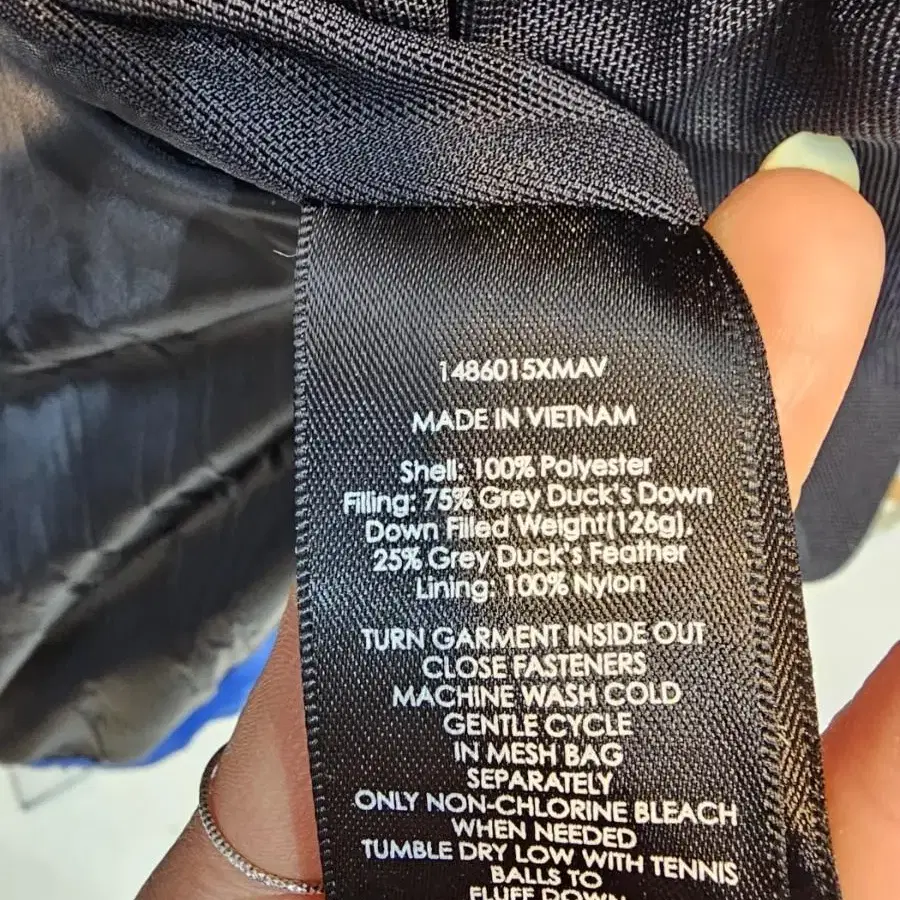 1486015XMAV
MADE IN VIETNAM
Shell: 100% Polyester
Filling: 75% Grey Duck's Down
Down Filled Weight(126g),
25% Grey Duck's Feather
Lining: 100% Nylon
TURN GARMENT INSIDE OUT
CLOSE FASTENERS
MACHINE WASH COLD
GENTLE CYCLE
IN MESH BAG
SEPARATELY
ONLY NON-CHLORINE BLEACH
WHEN NEEDED
TUMBLE DRY LOW WITH TENNIS
BALLS TO
FLUFF DOWN